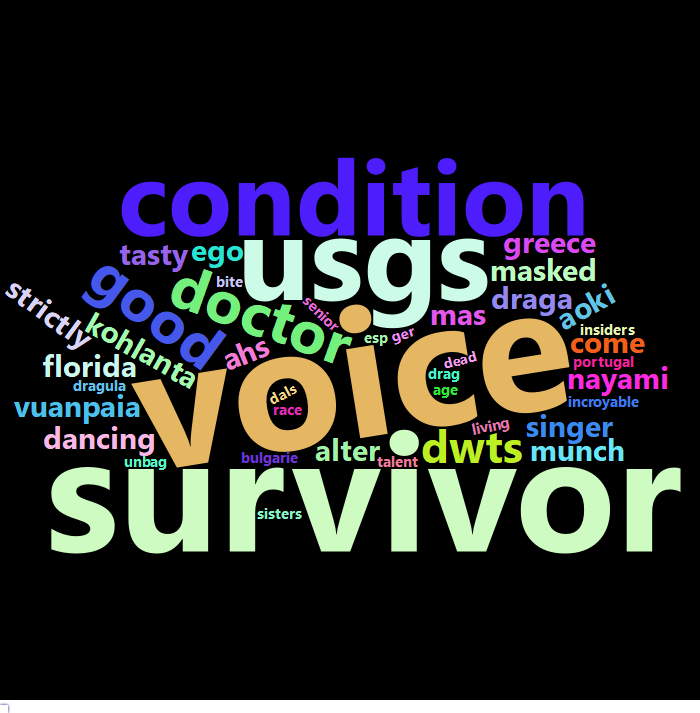 condition
usgs
greece
tasty
ego
masked
good
doctor
bite
draga
aoki
strictly
senior
mas
voice
kohlanta
ahs
esp
ger
insiders
come
florida
dragula
dals
race
dead
drag
age
portugal
nayami
incroyable
vuanpaia
dancing
unbag
bulgarie
alter
talent
dwts
living
singer
munch
survivor
sisters